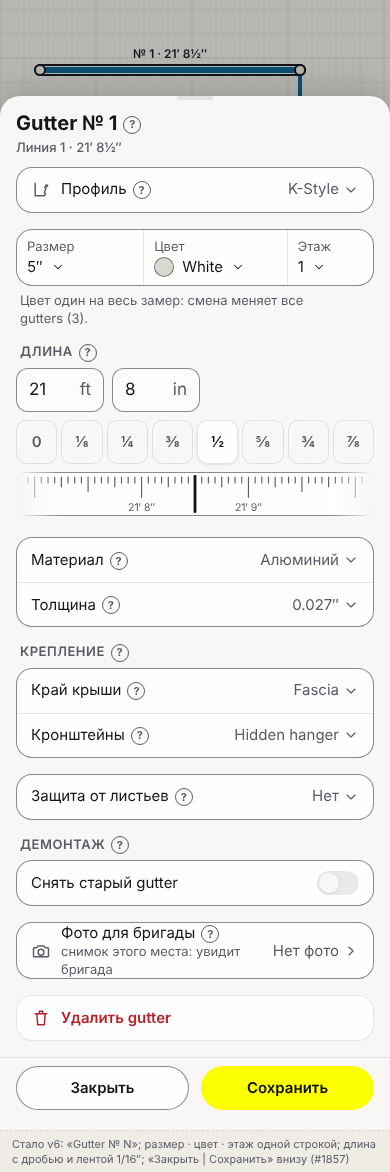 № 1 · 21′ 8½″
Gutter № 1 ?
Линия 1 · 21′ 8½″
Профиль ? K-Style
Размер Цвет Этаж
5″ White 1
Цвет один на весь замер: смена меняет все
gutters (3).
ДЛИНА ?
21 ft 8 in
0 ⅛ ¼ ⅜ ½ ⅝ ¾ ⅞
21′ 8″ 21′ 9″
Материал ? Алюминий
Толщина ? 0.027″
КРЕПЛЕНИЕ ?
Край крыши ? Fascia
Кронштейны ? Hidden hanger
Защита от листьев ? Нет
ДЕМОНТАЖ ?
Снять старый gutter
Фото для бригады ?
снимок этого места: увидит
бригада
Нет фото
Удалить gutter
Закрыть Сохранить
Стало v6: «Gutter № N»; размер · цвет · этаж одной строкой; длина
с дробью и лентой 1/16″; «Закрыть | Сохранить» внизу (#1857)